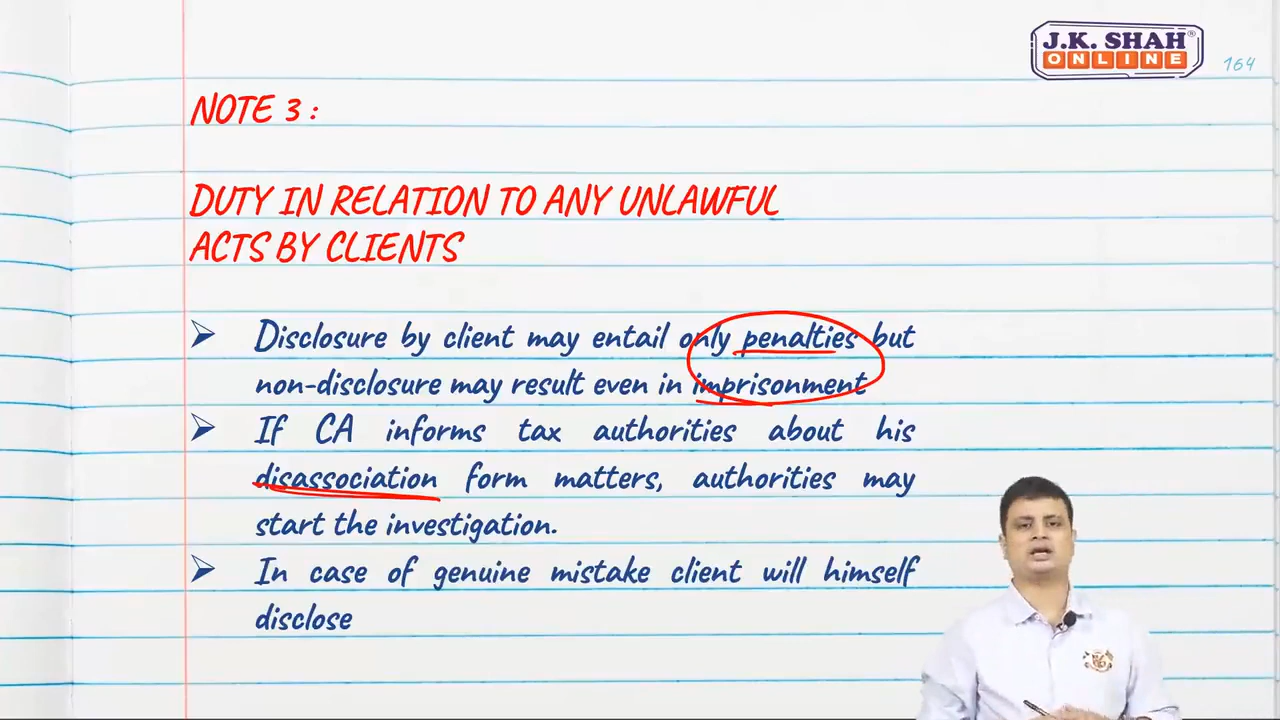 J.K. SHAH®
ONLINE
164
NOTE 3 :
DUTY IN RELATION TO ANY UNLAWFUL
ACTS BY CLIENTS
➢ Disclosure by client may entail only penalties but
non-disclosure may result even in imprisonment
➢ If CA informs tax authorities about his
disassociation form matters, authorities may
start the investigation.
➢ In case of genuine mistake client will himself
disclose